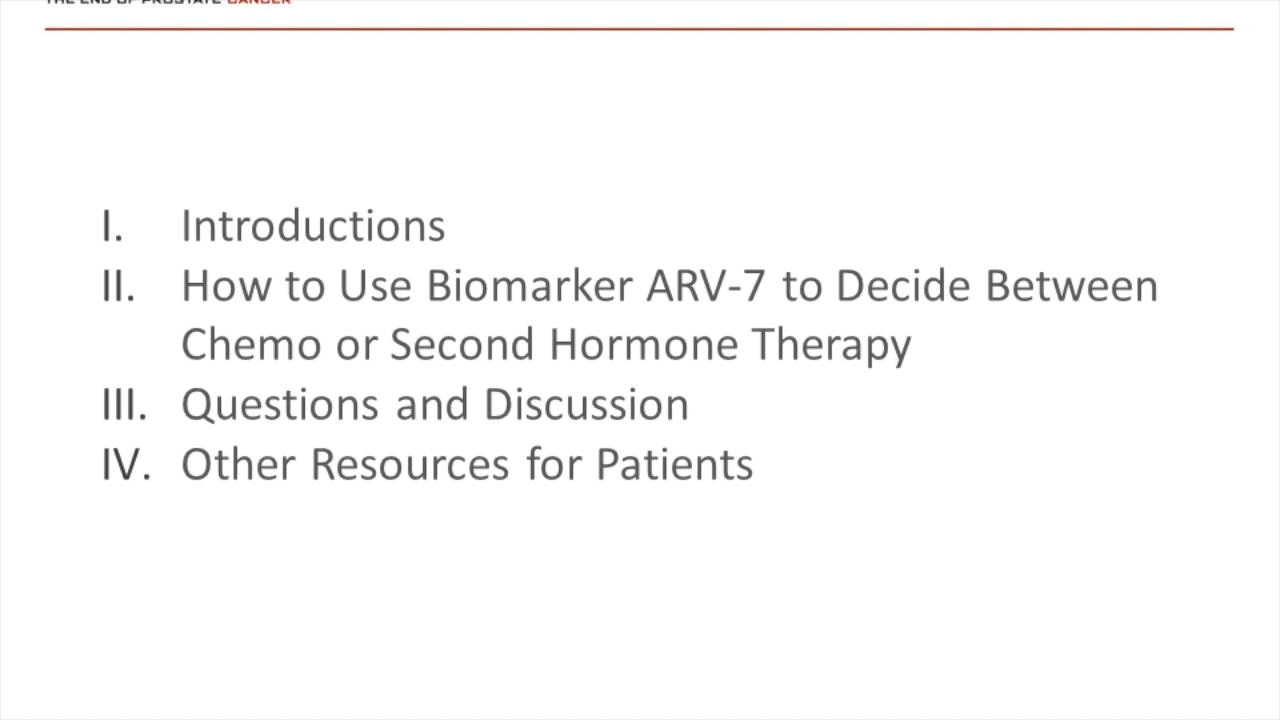 THE END OF PROSTATE CANCER
I. Introductions
II. How to Use Biomarker ARV-7 to Decide Between
Chemo or Second Hormone Therapy
III. Questions and Discussion
IV. Other Resources for Patients